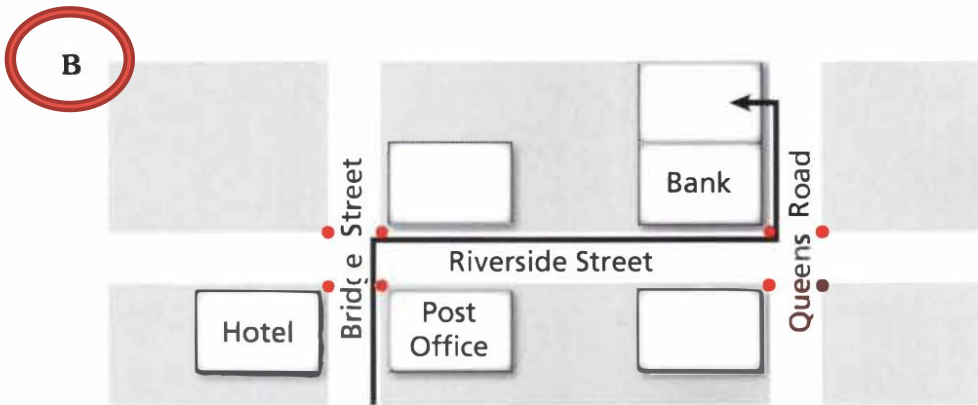 B
Bridge Street
Bank
Queens Road
Riverside Street
Hotel
Post
Office